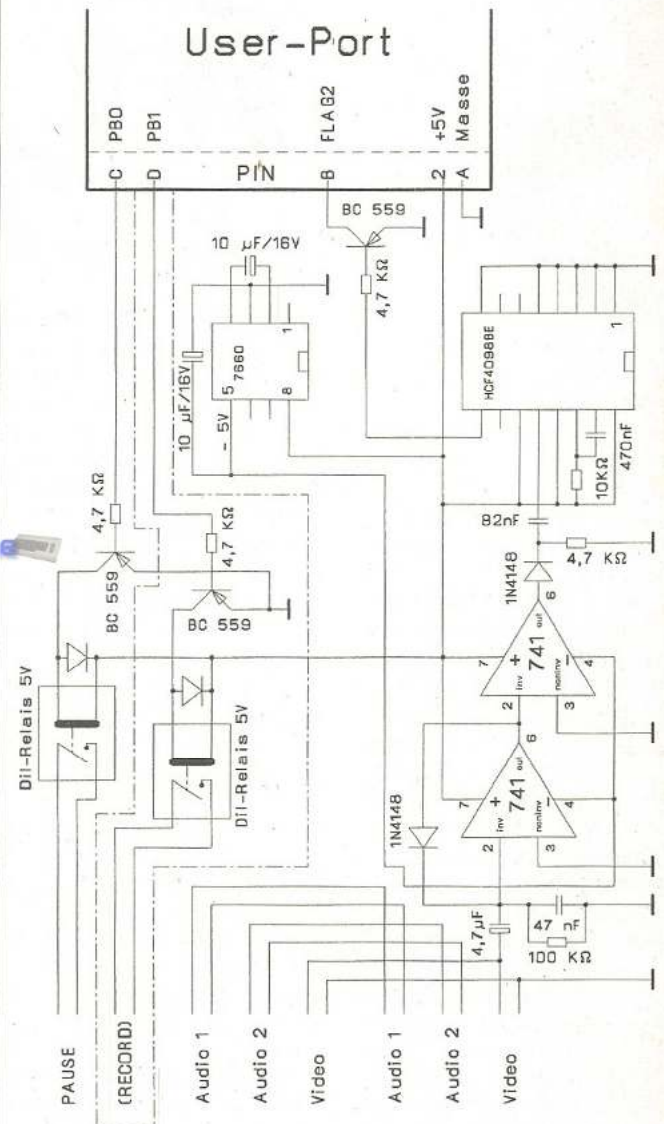 User-Port
PB0
PB1
FLAG2
+5V
Masse
C
D
PIN
B
2
A
BC 559
4,7 KΩ
10 µF/16V
10 µF/16V
7660
5
8
1
- 5V
HCF4098BE
1
470nF
10KΩ
82nF
4,7 KΩ
1N4148
4,7 KΩ
BC 559
4,7 KΩ
BC 559
Dil-Relais 5V
Dil-Relais 5V
741
out
inv
noninv
+
−
7
6
2
3
4
741
out
inv
noninv
+
−
7
6
2
3
4
1N4148
4,7µF
47 nF
100 KΩ
PAUSE
(RECORD)
Audio 1
Audio 2
Video
Audio 1
Audio 2
Video